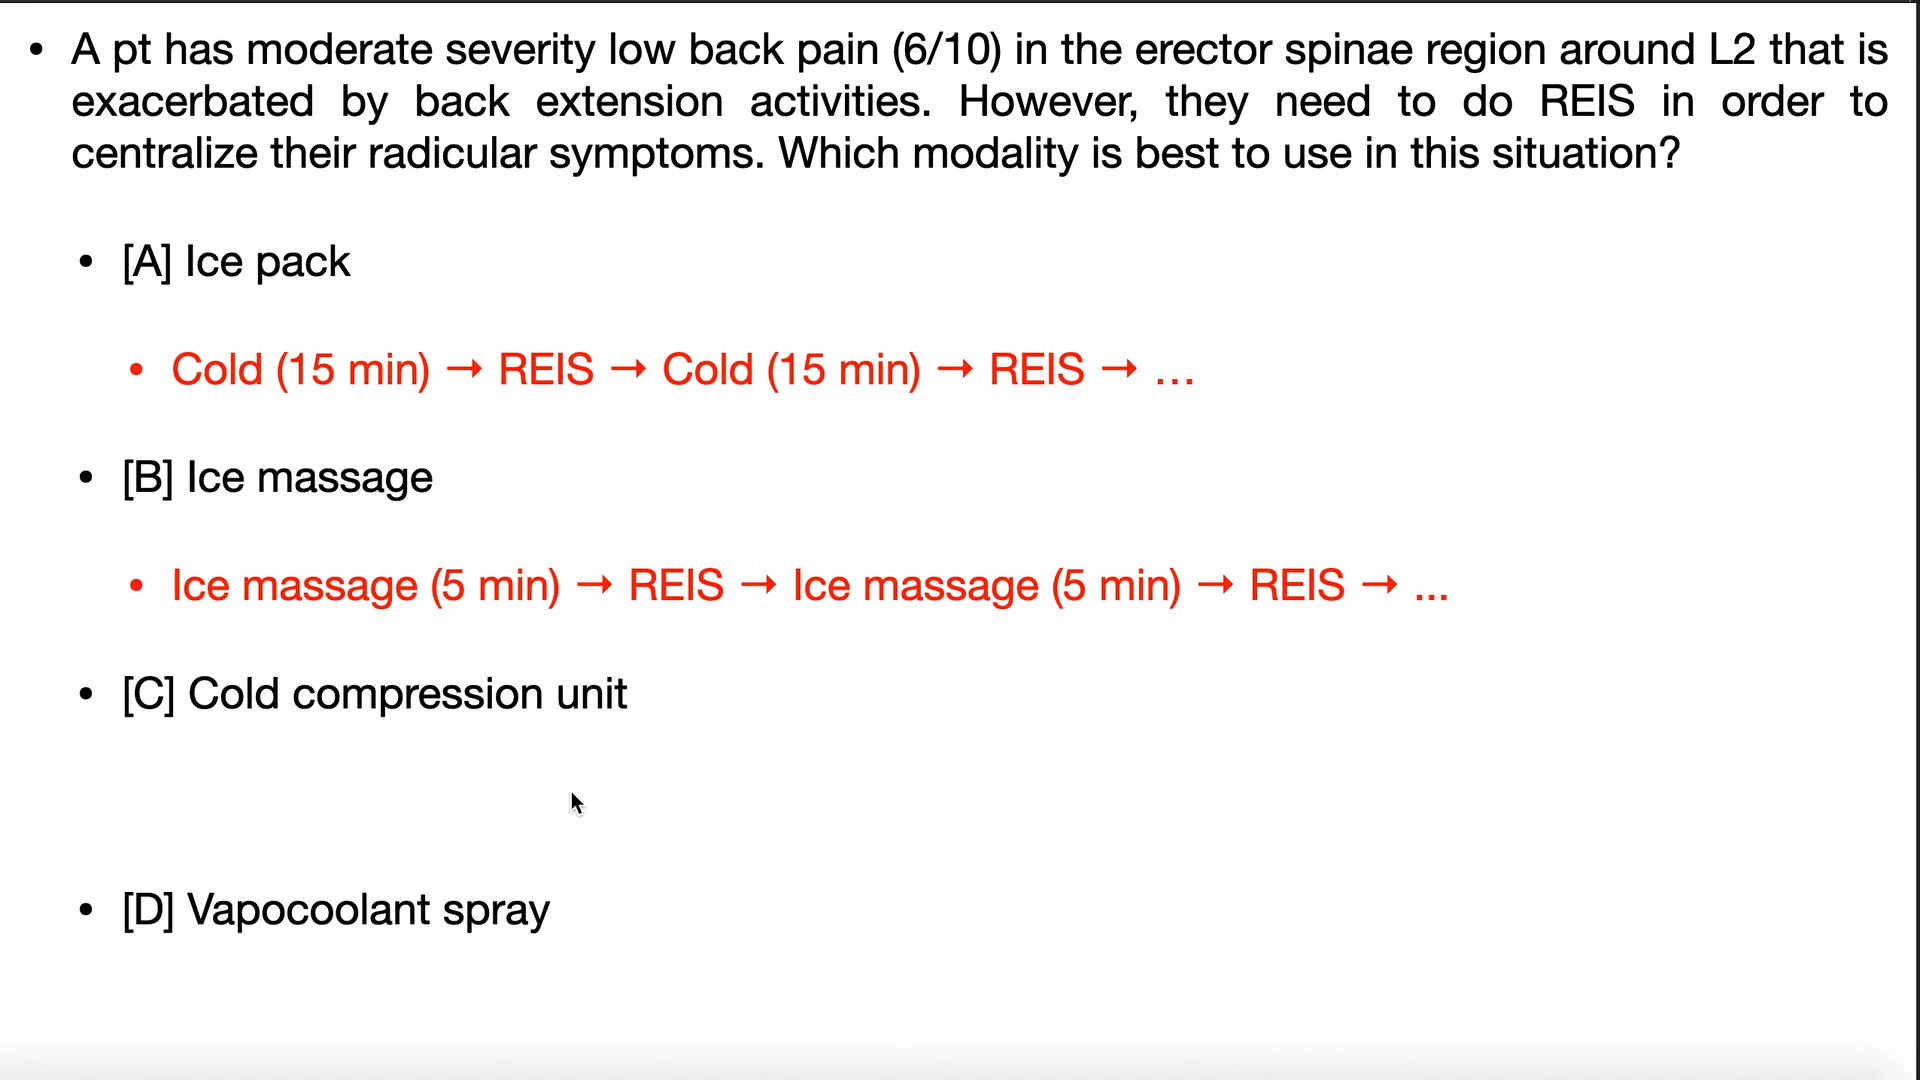 • A pt has moderate severity low back pain (6/10) in the erector spinae region around L2 that is
exacerbated by back extension activities. However, they need to do REIS in order to
centralize their radicular symptoms. Which modality is best to use in this situation?
• [A] Ice pack
• Cold (15 min) → REIS → Cold (15 min) → REIS → …
• [B] Ice massage
• Ice massage (5 min) → REIS → Ice massage (5 min) → REIS → ...
• [C] Cold compression unit
• [D] Vapocoolant spray